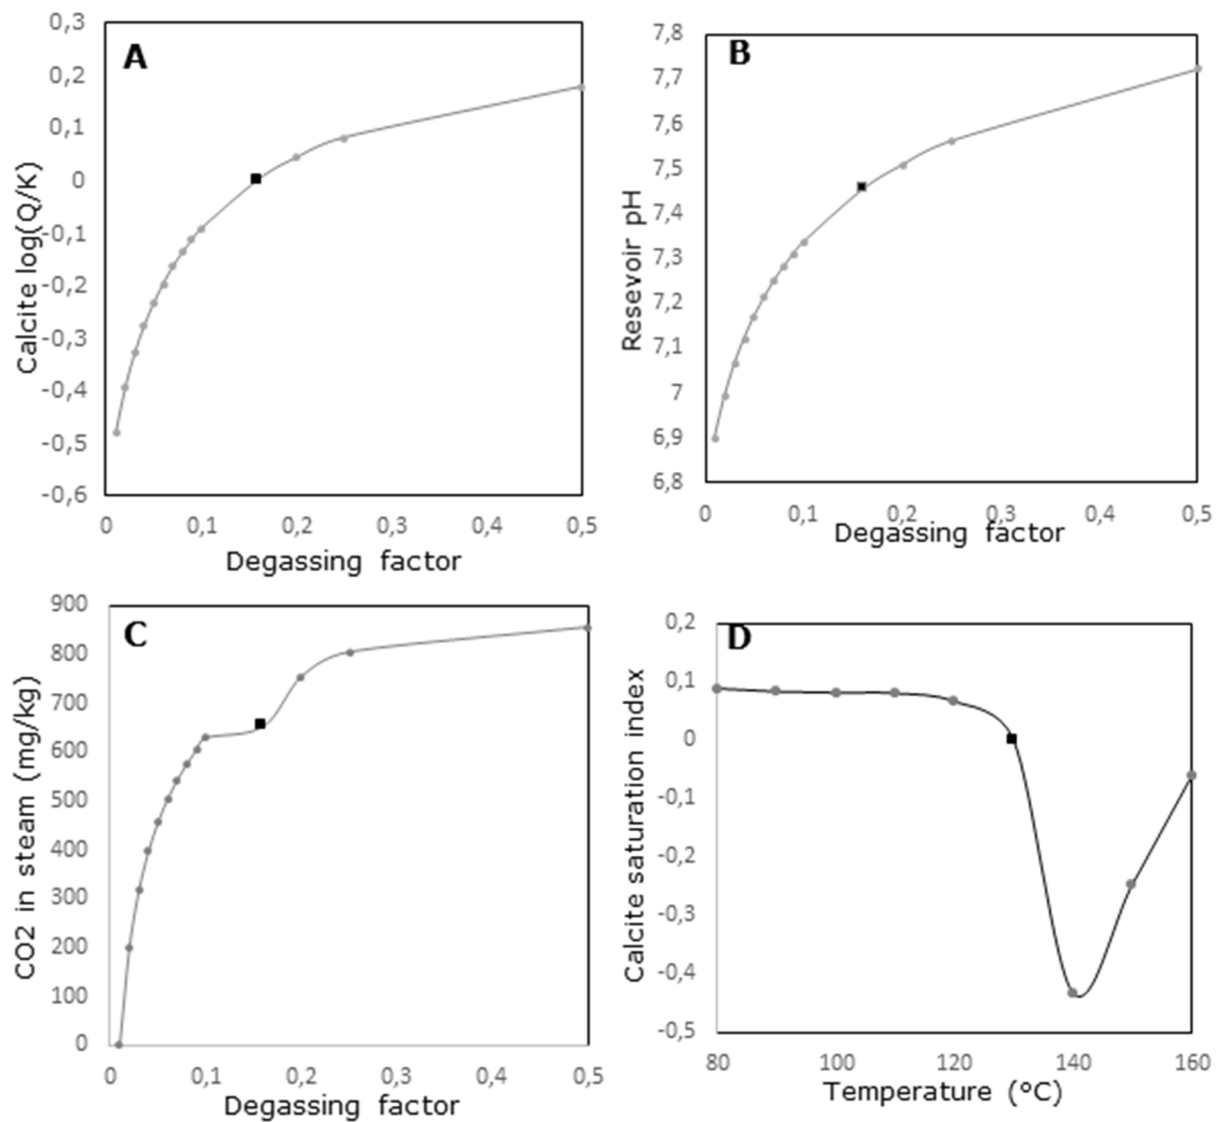 A
Calcite log(Q/K)
0,3
0,2
0,1
0
-0,1
-0,2
-0,3
-0,4
-0,5
-0,6
0 0,1 0,2 0,3 0,4 0,5
Degassing factor
B
Resevoir pH
7,8
7,7
7,6
7,5
7,4
7,3
7,2
7,1
7
6,9
6,8
0 0,1 0,2 0,3 0,4 0,5
Degassing factor
C
CO2 in steam (mg/kg)
900
800
700
600
500
400
300
200
100
0
0 0,1 0,2 0,3 0,4 0,5
Degassing factor
D
Calcite saturation index
0,2
0,1
0
-0,1
-0,2
-0,3
-0,4
-0,5
80 100 120 140 160
Temperature (°C)